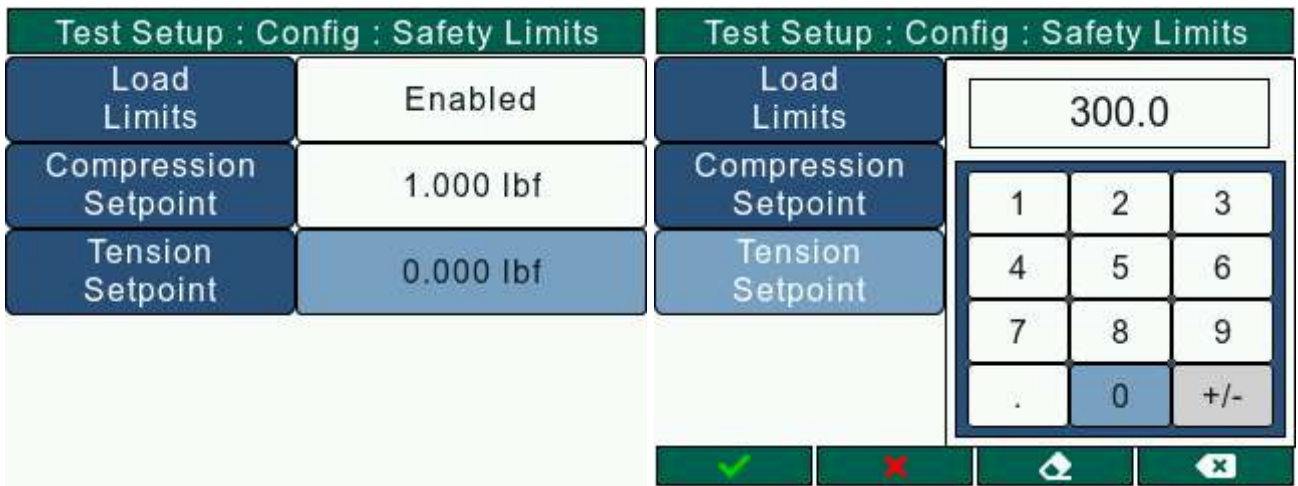 Test Setup : Config : Safety Limits
Load
Limits
Enabled
Compression
Setpoint
1.000 lbf
Tension
Setpoint
0.000 lbf
Test Setup : Config : Safety Limits
Load
Limits
Compression
Setpoint
Tension
Setpoint
300.0
1 2 3
4 5 6
7 8 9
. 0 +/-